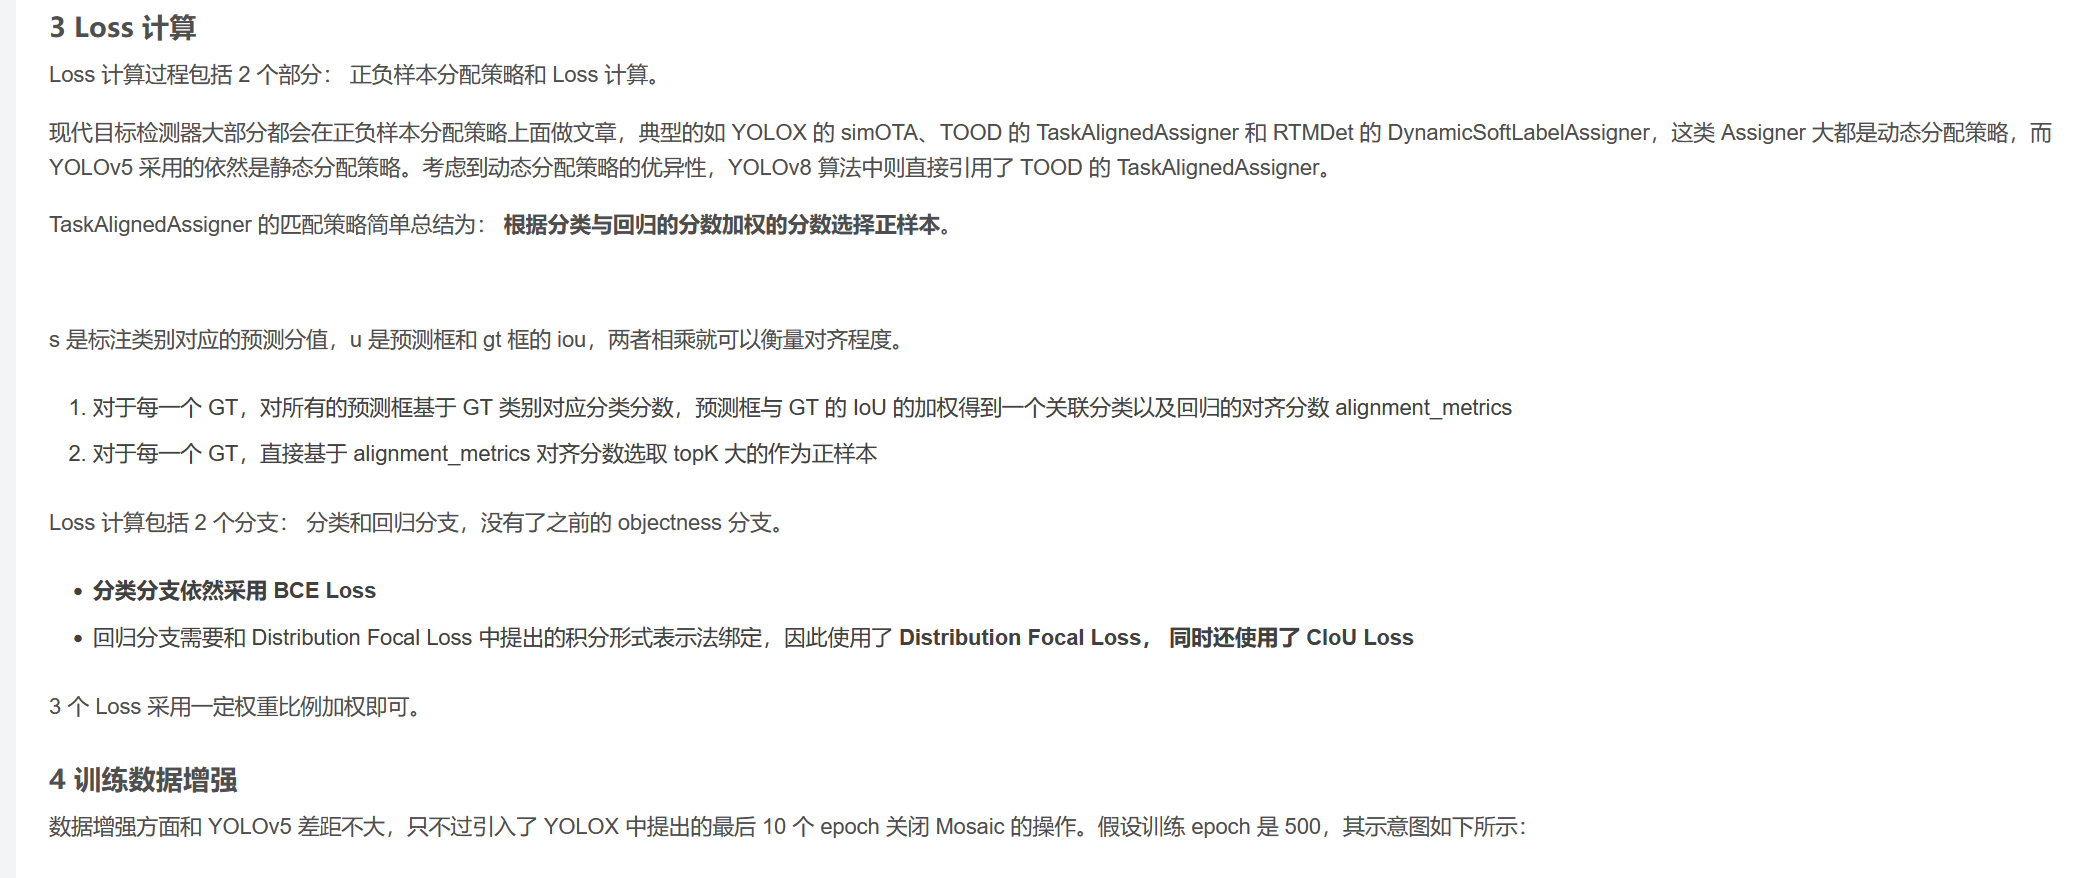 3 Loss 计算
Loss 计算过程包括 2 个部分： 正负样本分配策略和 Loss 计算。
现代目标检测器大部分都会在正负样本分配策略上面做文章，典型的如 YOLOX 的 simOTA、TOOD 的 TaskAlignedAssigner 和 RTMDet 的 DynamicSoftLabelAssigner，这类 Assigner 大都是动态分配策略，而
YOLOv5 采用的依然是静态分配策略。考虑到动态分配策略的优异性，YOLOv8 算法中则直接引用了 TOOD 的 TaskAlignedAssigner。
TaskAlignedAssigner 的匹配策略简单总结为： 根据分类与回归的分数加权的分数选择正样本。
s 是标注类别对应的预测分值，u 是预测框和 gt 框的 iou，两者相乘就可以衡量对齐程度。
1. 对于每一个 GT，对所有的预测框基于 GT 类别对应分类分数，预测框与 GT 的 IoU 的加权得到一个关联分类以及回归的对齐分数 alignment_metrics
2. 对于每一个 GT，直接基于 alignment_metrics 对齐分数选取 topK 大的作为正样本
Loss 计算包括 2 个分支： 分类和回归分支，没有了之前的 objectness 分支。
• 分类分支依然采用 BCE Loss
• 回归分支需要和 Distribution Focal Loss 中提出的积分形式表示法绑定，因此使用了 Distribution Focal Loss， 同时还使用了 CIoU Loss
3 个 Loss 采用一定权重比例加权即可。
4 训练数据增强
数据增强方面和 YOLOv5 差距不大，只不过引入了 YOLOX 中提出的最后 10 个 epoch 关闭 Mosaic 的操作。假设训练 epoch 是 500，其示意图如下所示：